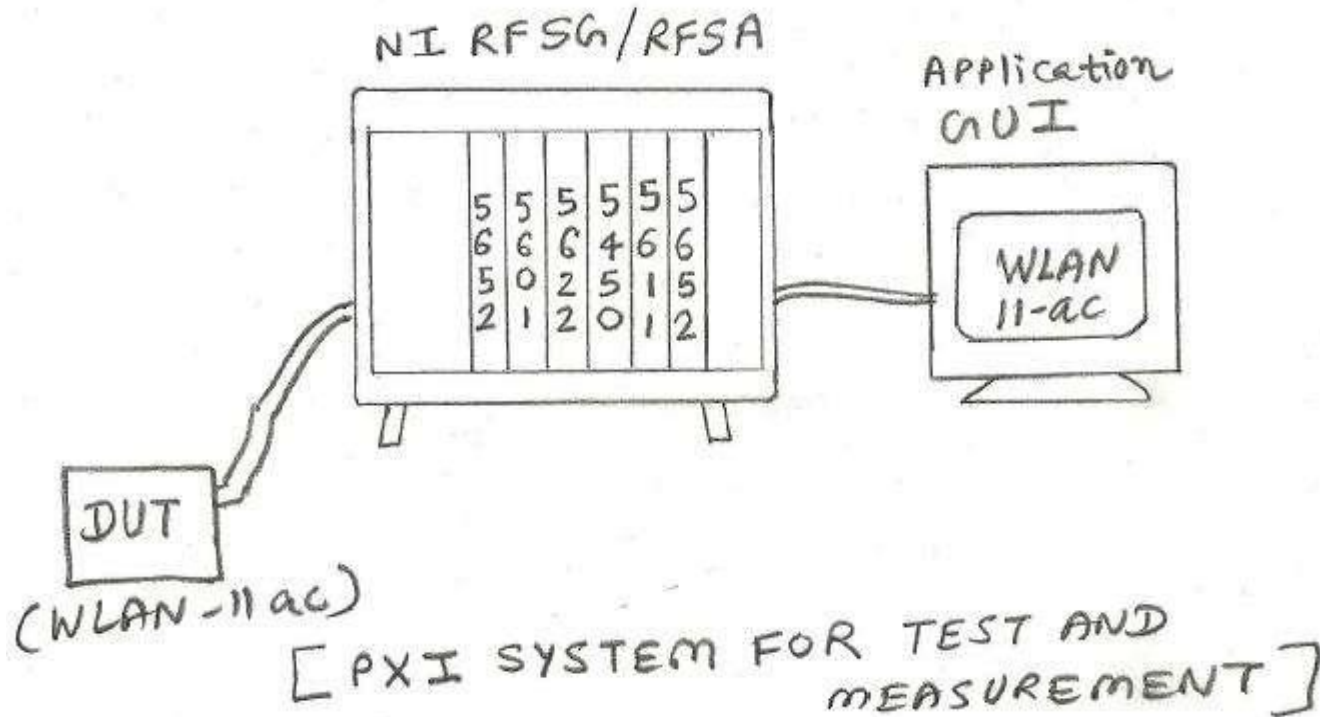 NI RFSG/RFSA
Application
GUI
5 5 5 5 5 5
6 6 6 4 6 6
5 0 2 5 1 5
2 1 2 0 1 2
WLAN
11-ac
DUT
(WLAN-11ac)
[PXI SYSTEM FOR TEST AND
MEASUREMENT]